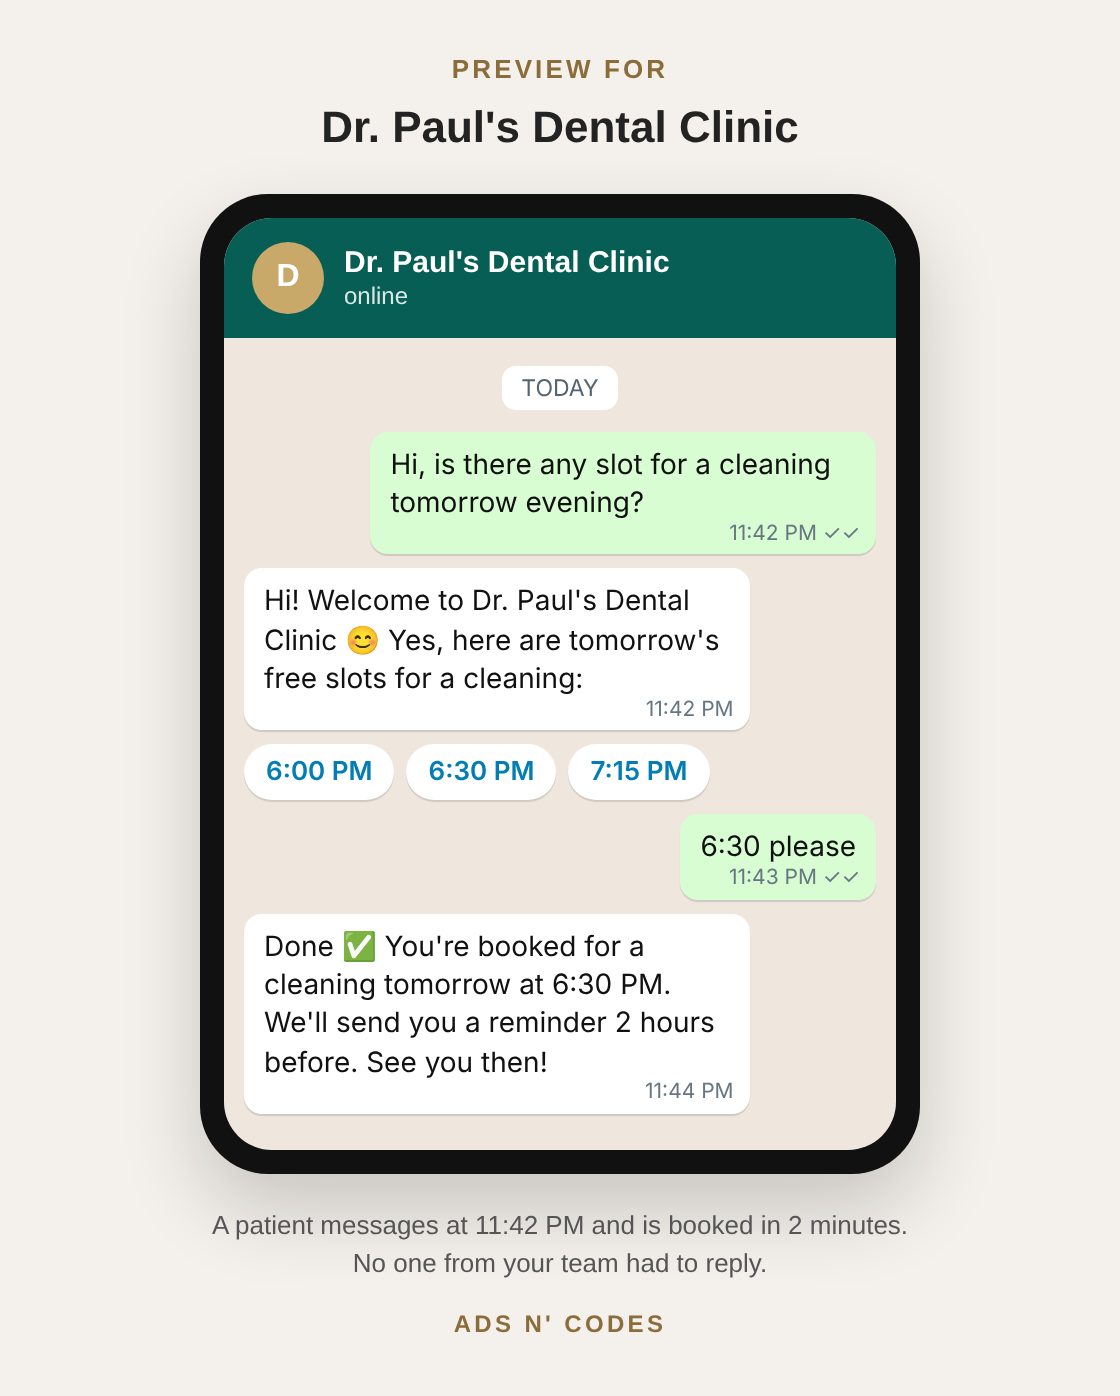 PREVIEW FOR
Dr. Paul's Dental Clinic
D
Dr. Paul's Dental Clinic
online
TODAY
Hi, is there any slot for a cleaning
tomorrow evening?
11:42 PM ✓✓
Hi! Welcome to Dr. Paul's Dental
Clinic 😊 Yes, here are tomorrow's
free slots for a cleaning:
11:42 PM
6:00 PM 6:30 PM 7:15 PM
6:30 please
11:43 PM ✓✓
Done ✅ You're booked for a
cleaning tomorrow at 6:30 PM.
We'll send you a reminder 2 hours
before. See you then!
11:44 PM
A patient messages at 11:42 PM and is booked in 2 minutes.
No one from your team had to reply.
ADS N' CODES